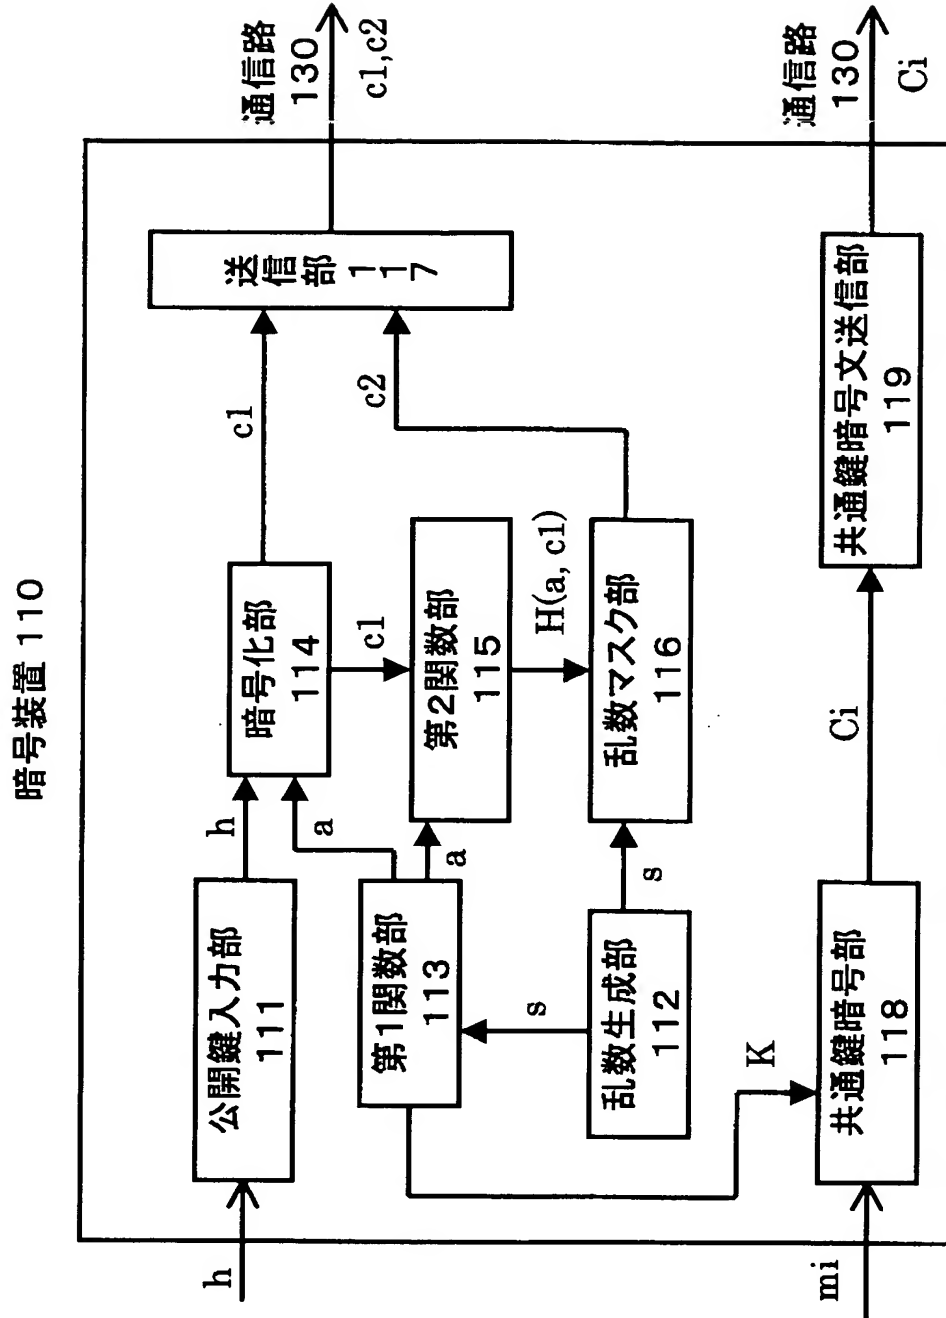 暗号装置 110
h
公開鍵入力部
111
h
a
暗号化部
114
c1
送信部 117
通信路
130
c1,c2
第1関数部
113
a
c1
第2関数部
115
c2
H(a, c1)
s
乱数生成部
112
s
乱数マスク部
116
K
mi
共通鍵暗号部
118
Ci
共通鍵暗号文送信部
119
通信路
130
Ci